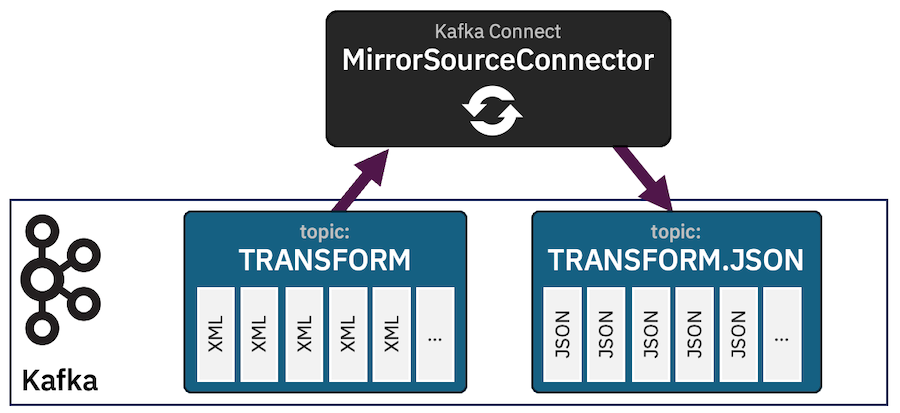 Kafka Connect
MirrorSourceConnector
topic:
TRANSFORM
XML
XML
XML
XML
XML
...
topic:
TRANSFORM.JSON
JSON
JSON
JSON
JSON
JSON
...
Kafka